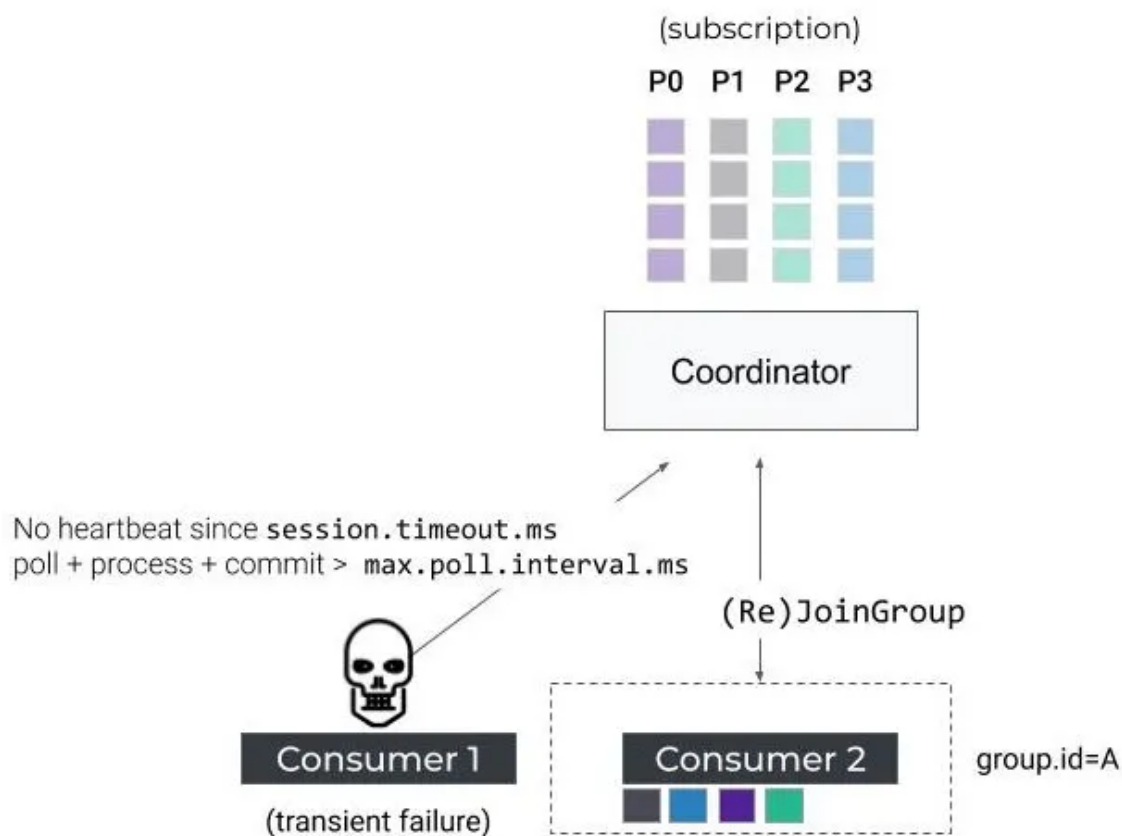 (subscription)
P0 P1 P2 P3
Coordinator
No heartbeat since session.timeout.ms
poll + process + commit > max.poll.interval.ms
(Re)JoinGroup
Consumer 1
Consumer 2
group.id=A
(transient failure)